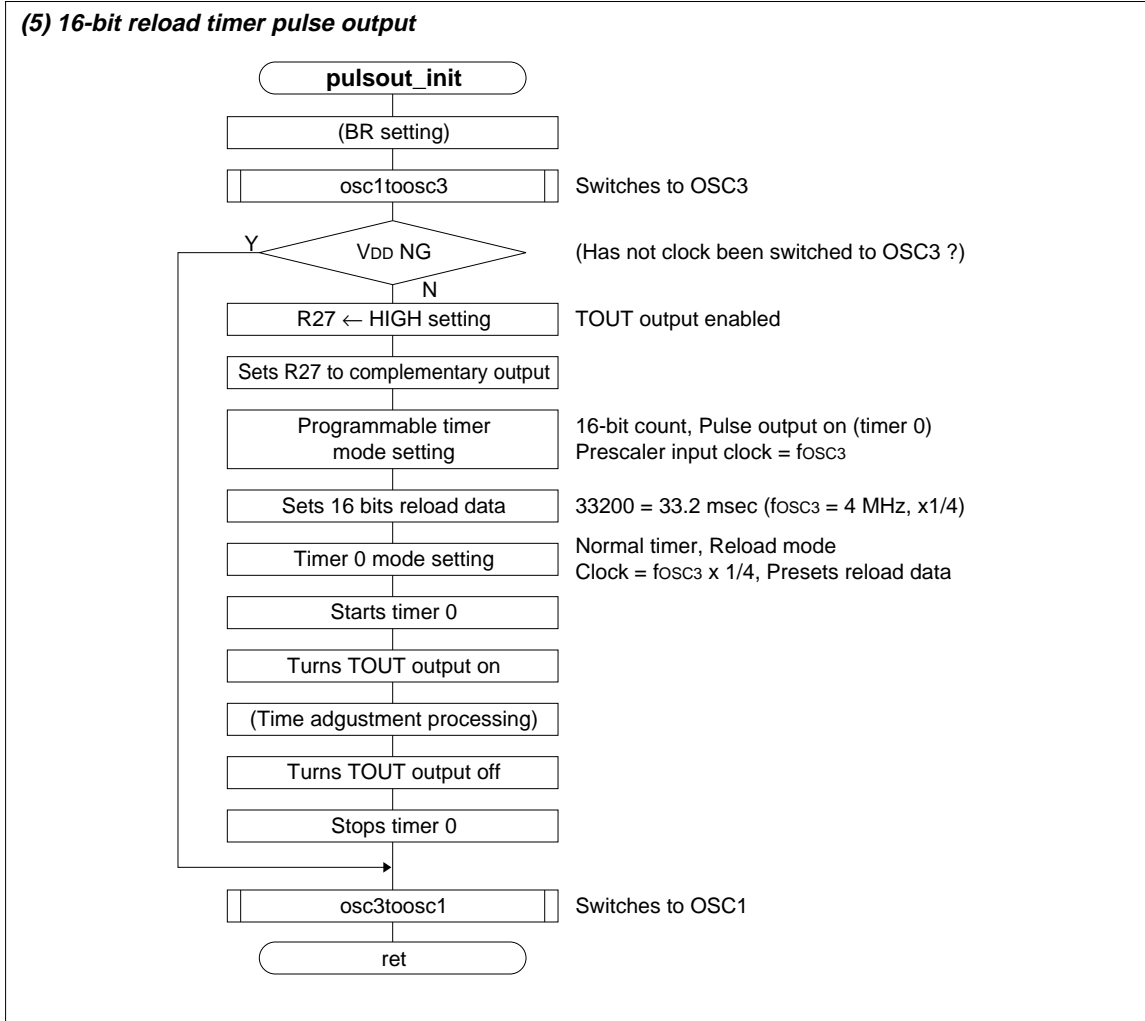 (5) 16-bit reload timer pulse output
pulsout_init
(BR setting)
osc1toosc3
Switches to OSC3
Y
VDD NG
(Has not clock been switched to OSC3 ?)
N
R27 ← HIGH setting
TOUT output enabled
Sets R27 to complementary output
Programmable timer
mode setting
16-bit count, Pulse output on (timer 0)
Prescaler input clock = fOSC3
Sets 16 bits reload data
33200 = 33.2 msec (fOSC3 = 4 MHz, x1/4)
Timer 0 mode setting
Normal timer, Reload mode
Clock = fOSC3 x 1/4, Presets reload data
Starts timer 0
Turns TOUT output on
(Time adgustment processing)
Turns TOUT output off
Stops timer 0
osc3toosc1
Switches to OSC1
ret